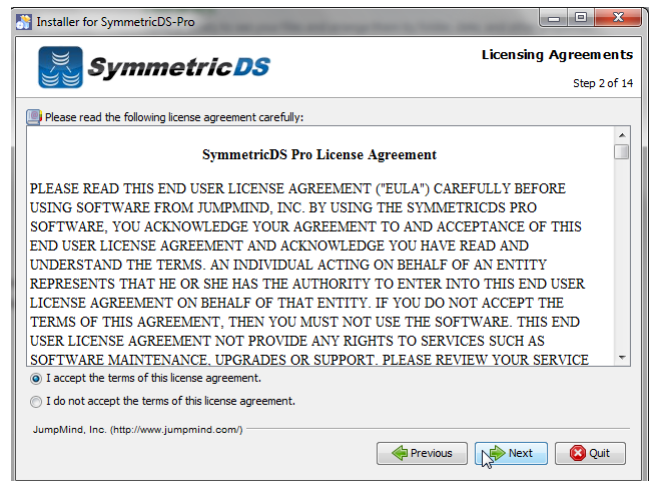 Installer for SymmetricDS-Pro
SymmetricDS
Licensing Agreements
Step 2 of 14
Please read the following license agreement carefully:
SymmetricDS Pro License Agreement
PLEASE READ THIS END USER LICENSE AGREEMENT ("EULA") CAREFULLY BEFORE
USING SOFTWARE FROM JUMPMIND, INC. BY USING THE SYMMETRICDS PRO
SOFTWARE, YOU ACKNOWLEDGE YOUR AGREEMENT TO AND ACCEPTANCE OF THIS
END USER LICENSE AGREEMENT AND ACKNOWLEDGE YOU HAVE READ AND
UNDERSTAND THE TERMS. AN INDIVIDUAL ACTING ON BEHALF OF AN ENTITY
REPRESENTS THAT HE OR SHE HAS THE AUTHORITY TO ENTER INTO THIS END USER
LICENSE AGREEMENT ON BEHALF OF THAT ENTITY. IF YOU DO NOT ACCEPT THE
TERMS OF THIS AGREEMENT, THEN YOU MUST NOT USE THE SOFTWARE. THIS END
USER LICENSE AGREEMENT NOT PROVIDE ANY RIGHTS TO SERVICES SUCH AS
SOFTWARE MAINTENANCE, UPGRADES OR SUPPORT. PLEASE REVIEW YOUR SERVICE
I accept the terms of this license agreement.
I do not accept the terms of this license agreement.
JumpMind, Inc. (http://www.jumpmind.com/)
Previous
Next
Quit